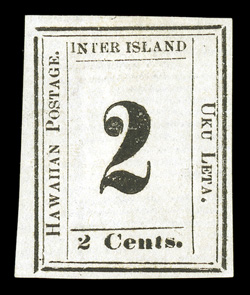 INTER ISLAND
HAWAIIAN POSTAGE.
2
UKU LETA.
2 Cents.